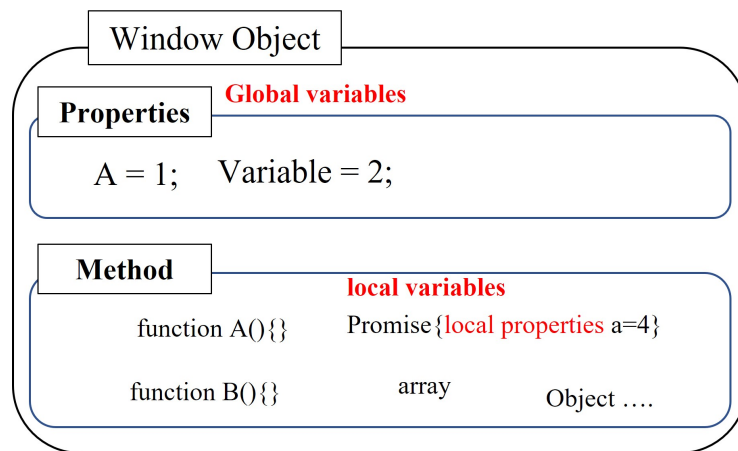 Window Object
Global variables
Properties
A = 1; Variable = 2;
Method
local variables
function A(){} Promise{local properties a=4}
function B(){} array Object ….